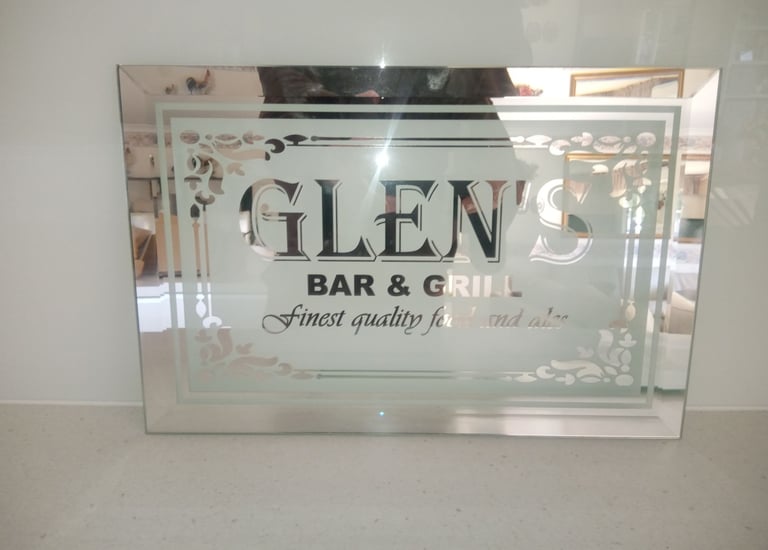 GLEN'S
BAR & GRILL
Finest quality food and ales